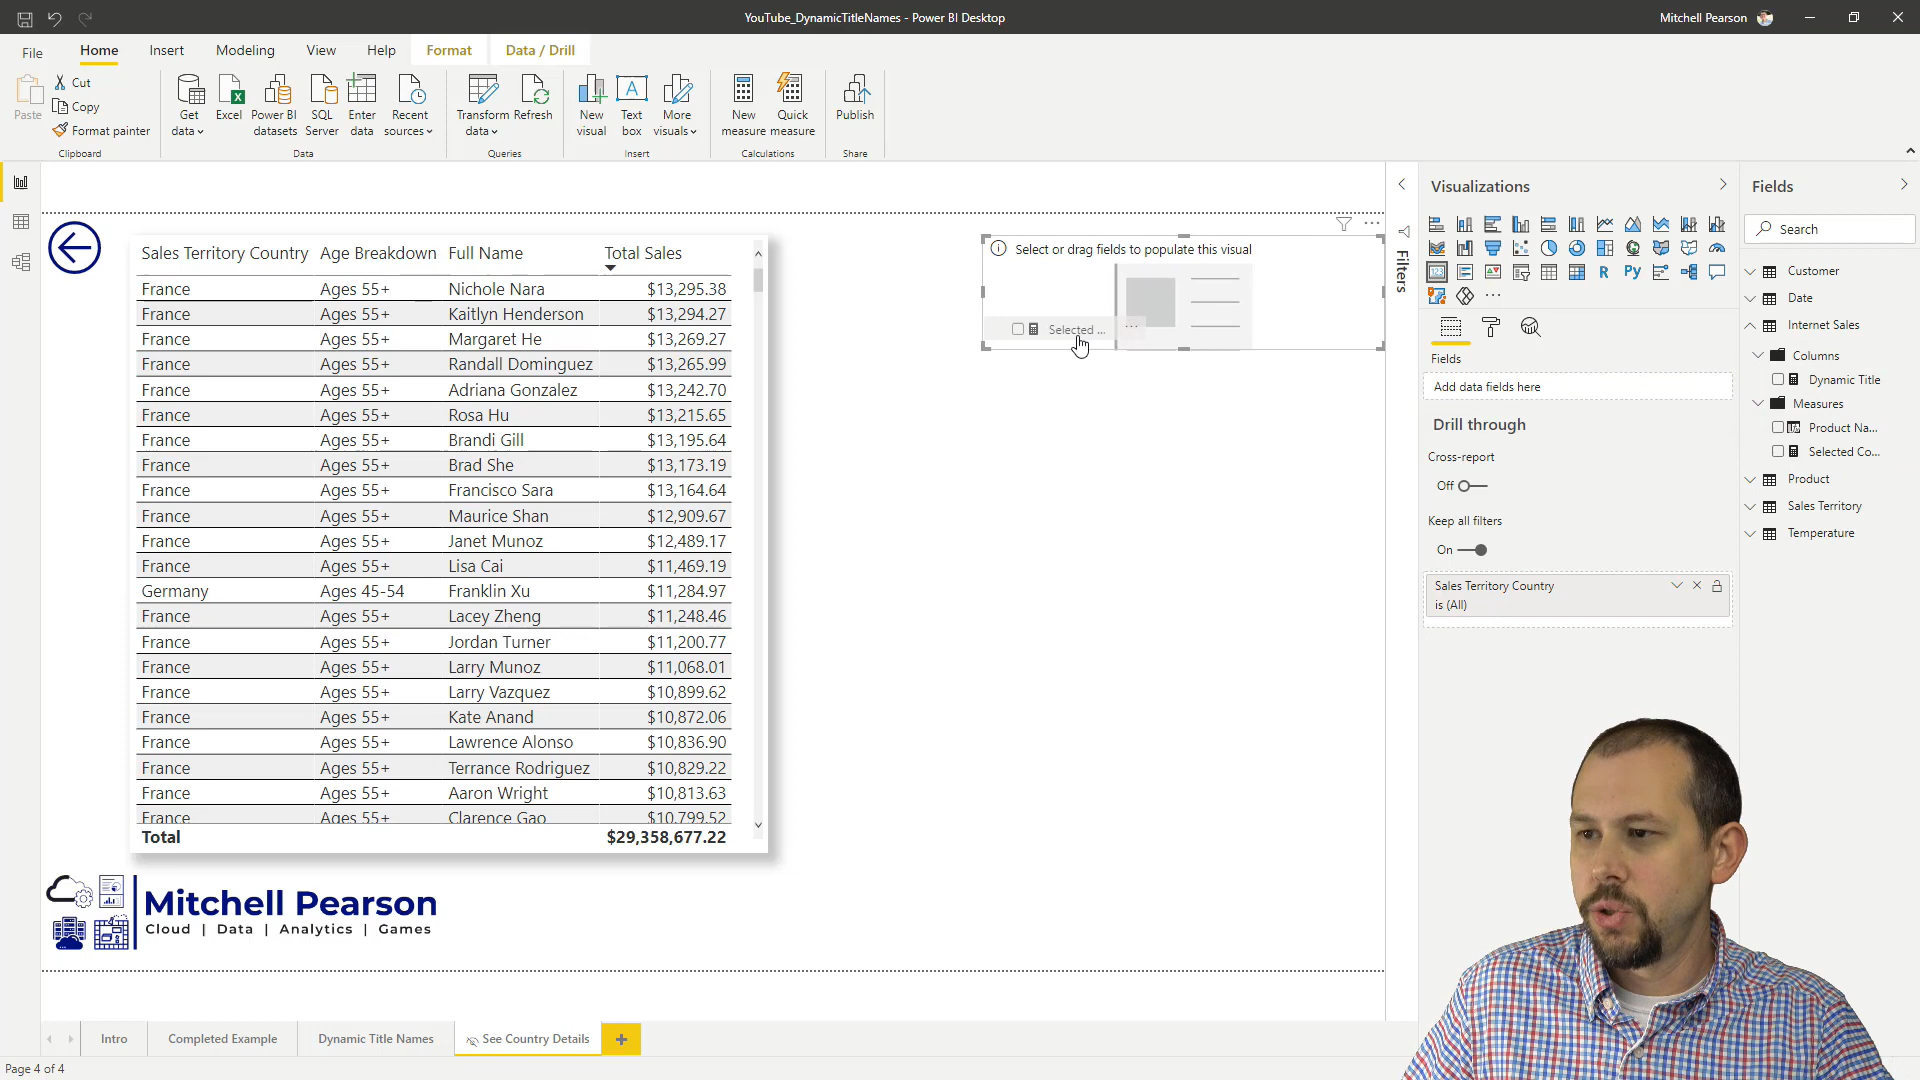 YouTube_DynamicTitleNames - Power BI Desktop
Mitchell Pearson
File
Home
Insert
Modeling
View
Help
Format
Data / Drill
Paste
Cut
Copy
Format painter
Clipboard
Get data
Excel
Power BI datasets
SQL Server
Enter data
Recent sources
Data
Transform data
Refresh
Queries
New visual
Text box
More visuals
Insert
New measure
Quick measure
Calculations
Publish
Share
Sales Territory Country Age Breakdown Full Name Total Sales
France Ages 55+ Nichole Nara $13,295.38
France Ages 55+ Kaitlyn Henderson $13,294.27
France Ages 55+ Margaret He $13,269.27
France Ages 55+ Randall Dominguez $13,265.99
France Ages 55+ Adriana Gonzalez $13,242.70
France Ages 55+ Rosa Hu $13,215.65
France Ages 55+ Brandi Gill $13,195.64
France Ages 55+ Brad She $13,173.19
France Ages 55+ Francisco Sara $13,164.64
France Ages 55+ Maurice Shan $12,909.67
France Ages 55+ Janet Munoz $12,489.17
France Ages 55+ Lisa Cai $11,469.19
Germany Ages 45-54 Franklin Xu $11,284.97
France Ages 55+ Lacey Zheng $11,248.46
France Ages 55+ Jordan Turner $11,200.77
France Ages 55+ Larry Munoz $11,068.01
France Ages 55+ Larry Vazquez $10,899.62
France Ages 55+ Kate Anand $10,872.06
France Ages 55+ Lawrence Alonso $10,836.90
France Ages 55+ Terrance Rodriguez $10,829.22
France Ages 55+ Aaron Wright $10,813.63
France Ages 55+ Clarence Gao $10,799.52
Total $29,358,677.22
Select or drag fields to populate this visual
Selected ...
Mitchell Pearson
Cloud | Data | Analytics | Games
Filters
Visualizations
R
Py
Fields
Add data fields here
Drill through
Cross-report
Off
Keep all filters
On
Sales Territory Country
is (All)
Fields
Search
Customer
Date
Internet Sales
Columns
Dynamic Title
Measures
Product Na...
Selected Co...
Product
Sales Territory
Temperature
Intro
Completed Example
Dynamic Title Names
See Country Details
Page 4 of 4